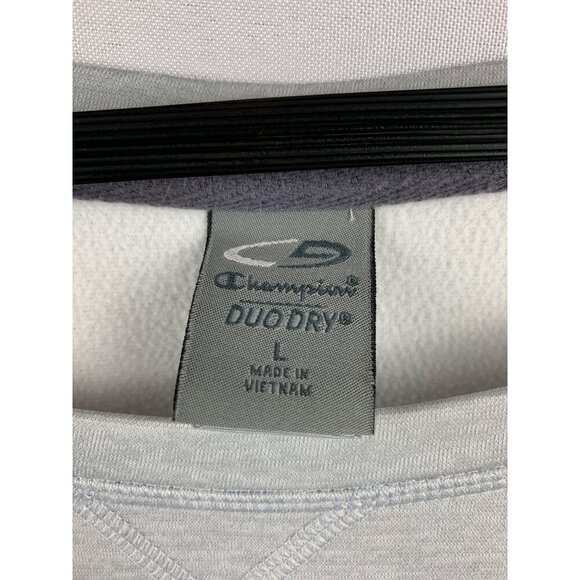 Champion®
DUO DRY®
L
MADE IN
VIETNAM